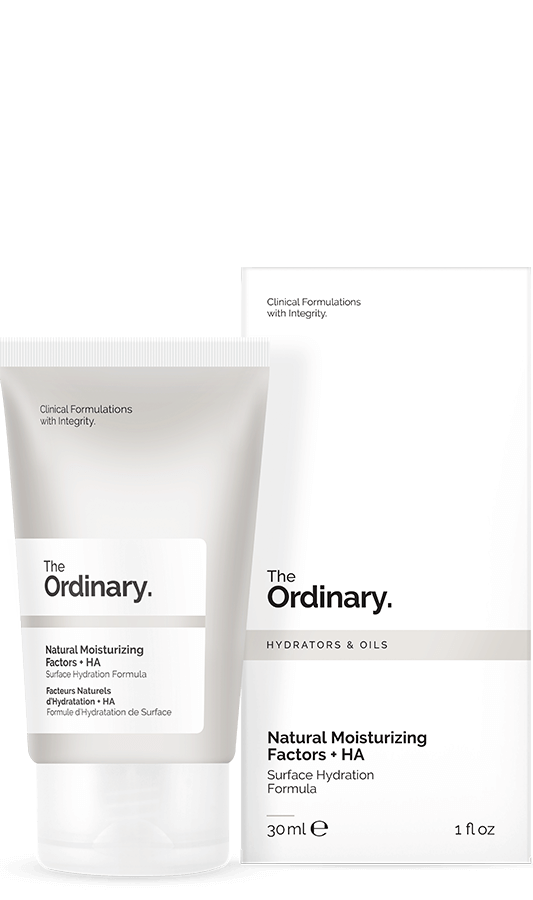 Clinical Formulations
with Integrity.
The
Ordinary.
Natural Moisturizing
Factors + HA
Surface Hydration Formula
Facteurs Naturels
d'Hydratation + HA
Formule d'Hydratation de Surface
Clinical Formulations
with Integrity.
The
Ordinary.
HYDRATORS & OILS
Natural Moisturizing
Factors + HA
Surface Hydration
Formula
30 ml ℮ 1 fl oz